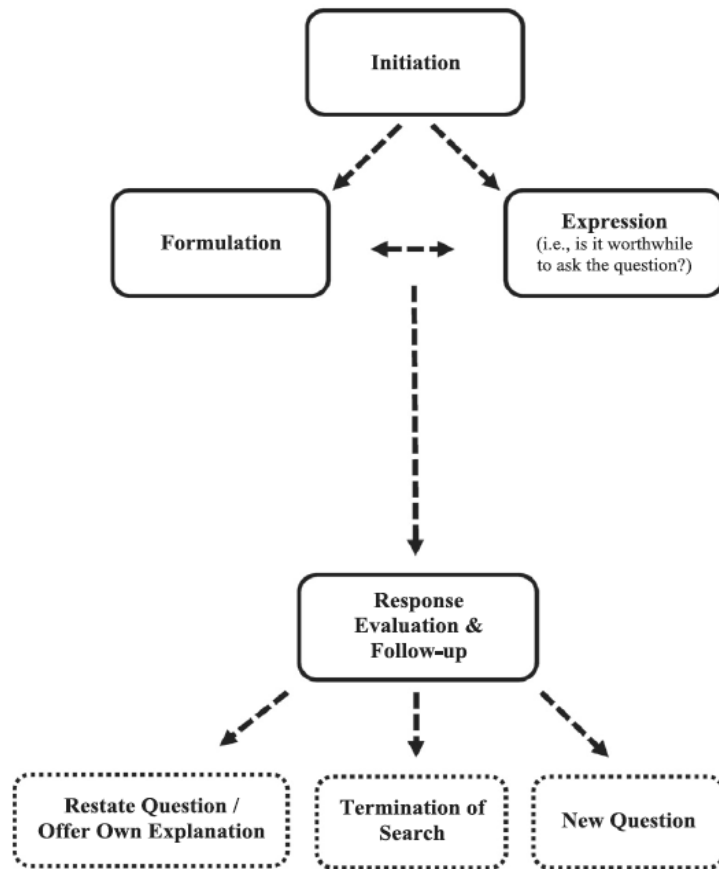 Initiation
Formulation
Expression
(i.e., is it worthwhile
to ask the question?)
Response
Evaluation &
Follow-up
Restate Question /
Offer Own Explanation
Termination of
Search
New Question